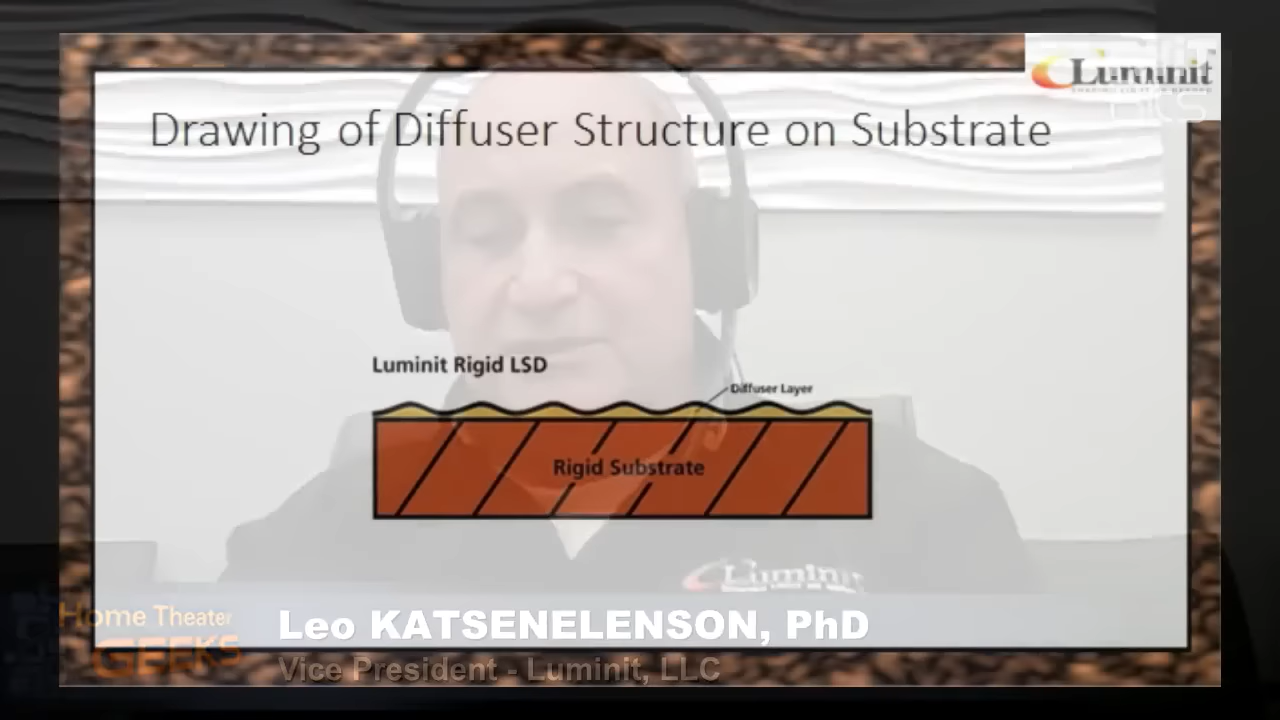 Luminit
Drawing of Diffuser Structure on Substrate
Luminit Rigid LSD
Diffuser Layer
Rigid Substrate
Luminit
Home Theater
GEEKS
Leo KATSENELENSON, PhD
Vice President - Luminit, LLC